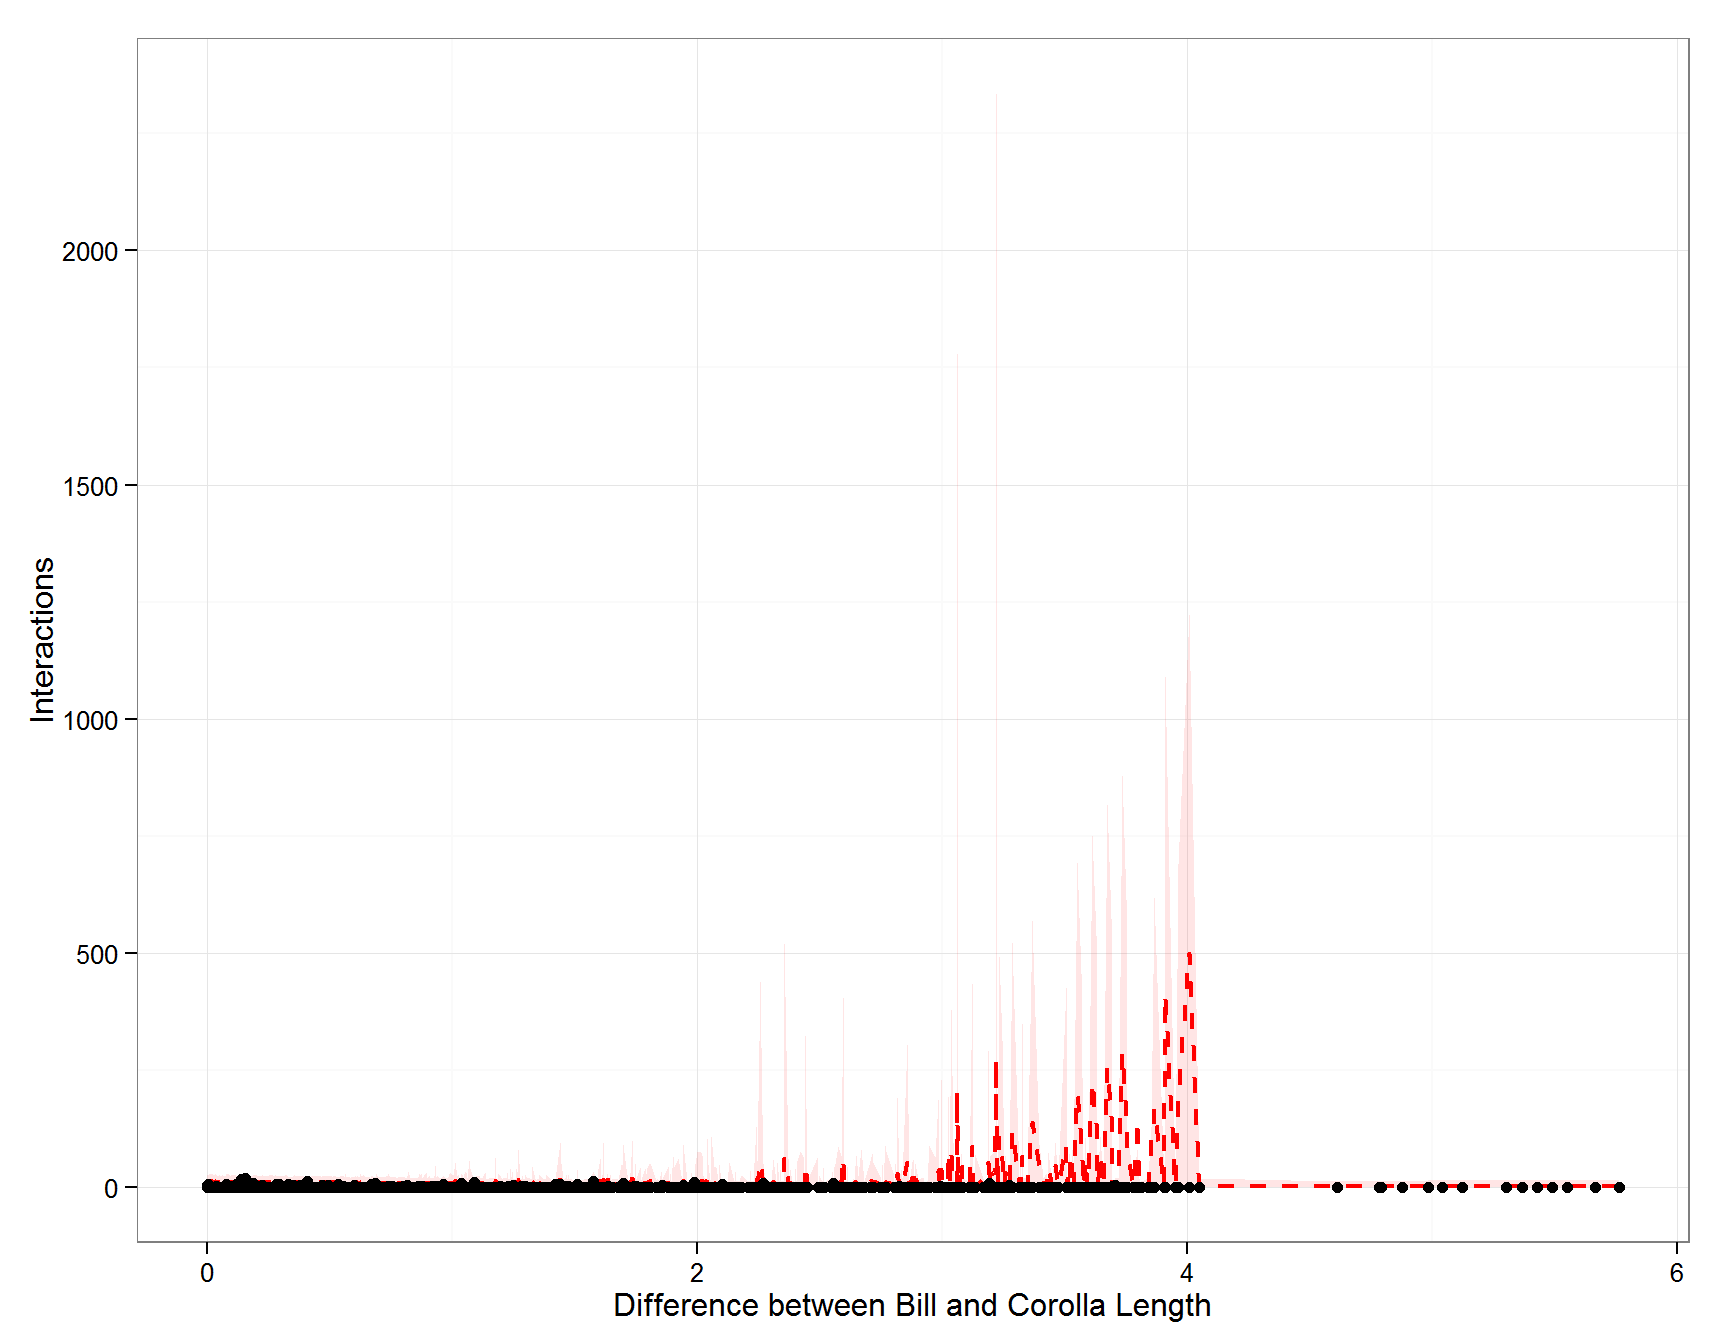 Interactions
2000
1500
1000
500
0
0 2 4 6
Difference between Bill and Corolla Length